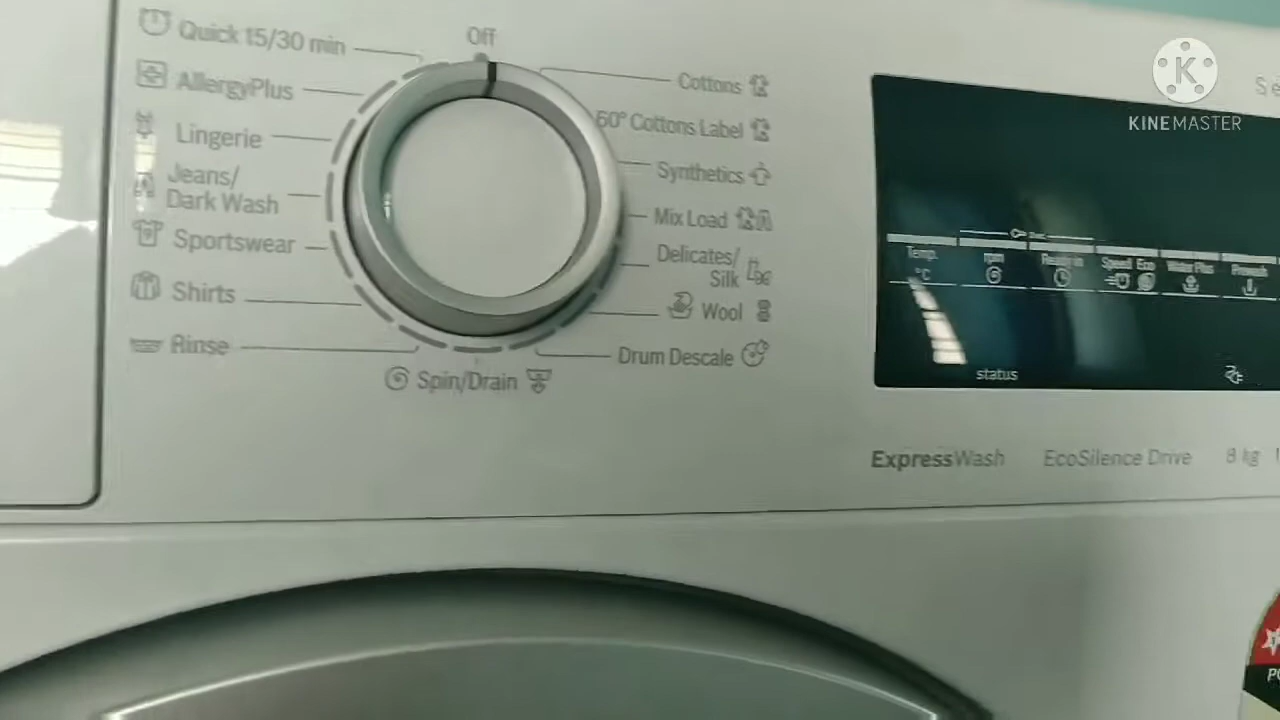 Off
Quick 15/30 min
AllergyPlus
Lingerie
Jeans/
Dark Wash
Sportswear
Shirts
Rinse
Spin/Drain
Cottons
60° Cottons Label
Synthetics
Mix Load
Delicates/
Silk
Wool
Drum Descale
K
KINEMASTER
Temp.
°C
rpm
Ready in
Speed Eco
Water Plus
Prewash
status
ExpressWash
EcoSilence Drive
8 kg